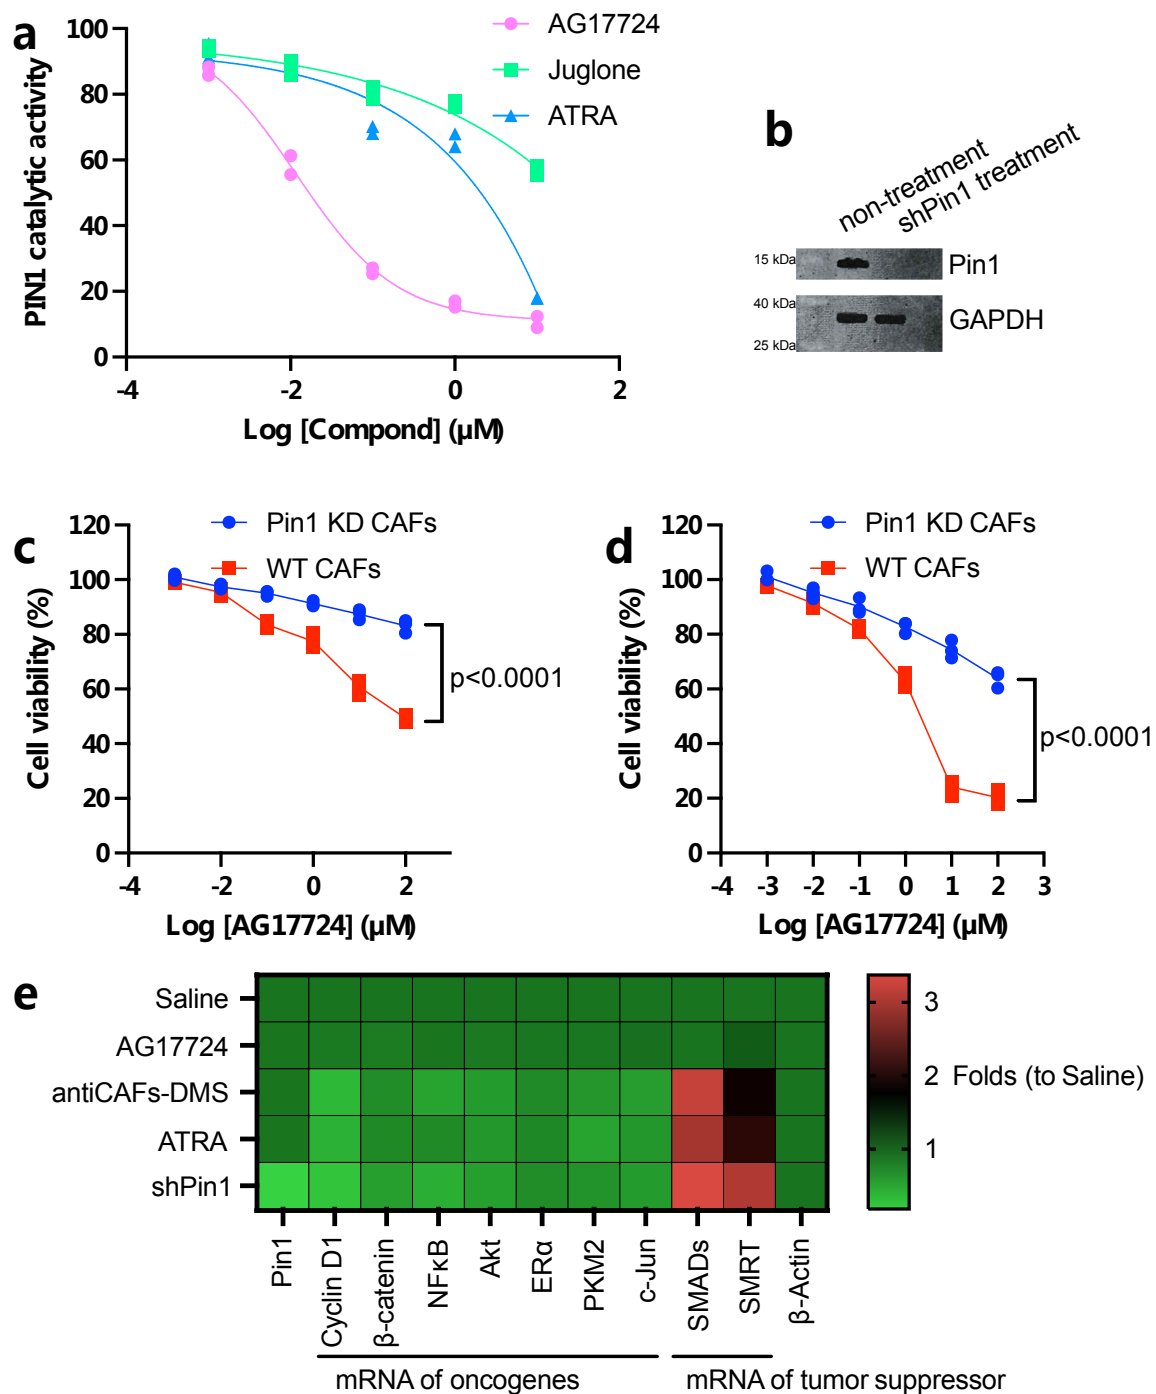 a
100
80
60
40
20
0
-4
-2
0
2
PIN1 catalytic activity
Log [Compond] (μM)
AG17724
Juglone
ATRA
b
non-treatment
shPin1 treatment
15 kDa
Pin1
40 kDa
GAPDH
25 kDa
c
120
100
80
60
40
20
0
-4
-2
0
2
Cell viability (%)
Log [AG17724] (μM)
Pin1 KD CAFs
WT CAFs
p<0.0001
d
120
100
80
60
40
20
0
-4
-3
-2
-1
0
1
2
3
Cell viability (%)
Log [AG17724] (μM)
Pin1 KD CAFs
WT CAFs
p<0.0001
e
Saline
AG17724
antiCAFs-DMS
ATRA
shPin1
Pin1
Cyclin D1
β-catenin
NFκB
Akt
ERα
PKM2
c-Jun
SMADs
SMRT
β-Actin
mRNA of oncogenes
mRNA of tumor suppressor
3
2
1
Folds (to Saline)